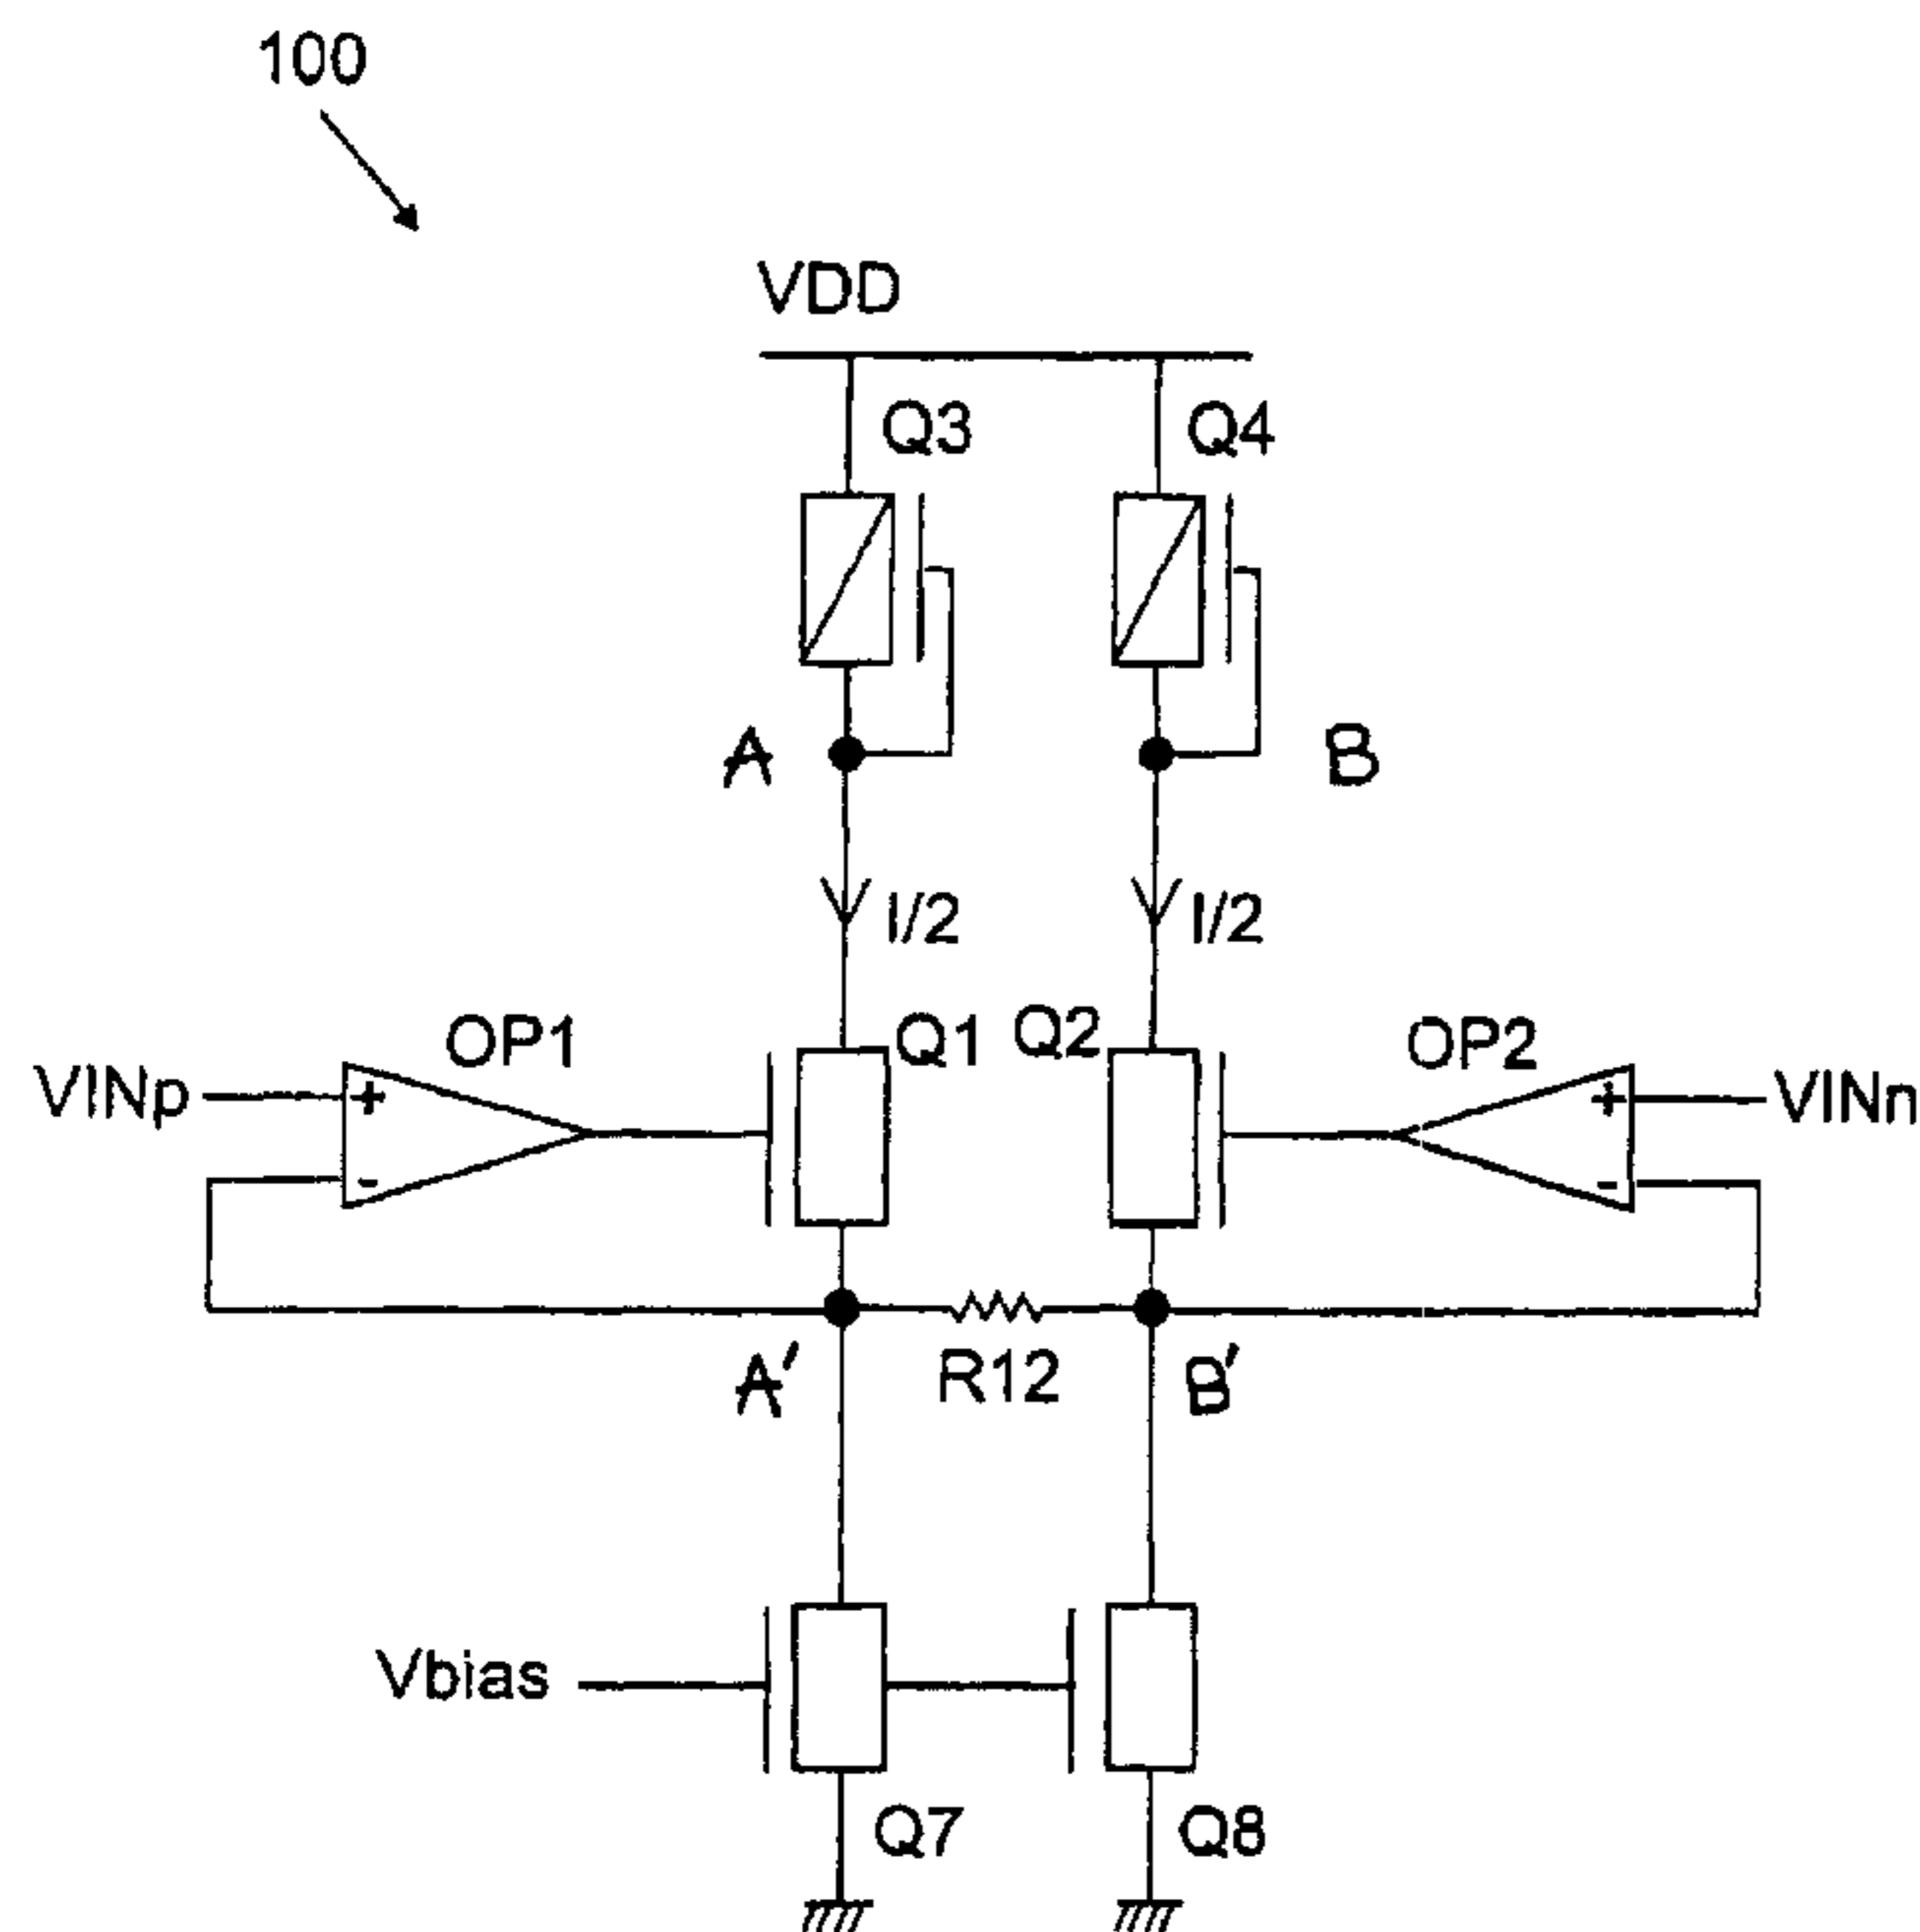 100
VDD
Q3 Q4
A B
I/2 I/2
OP1 Q1 Q2 OP2
VINp + + VINn
- -
A' R12 B'
Vbias
Q7 Q8